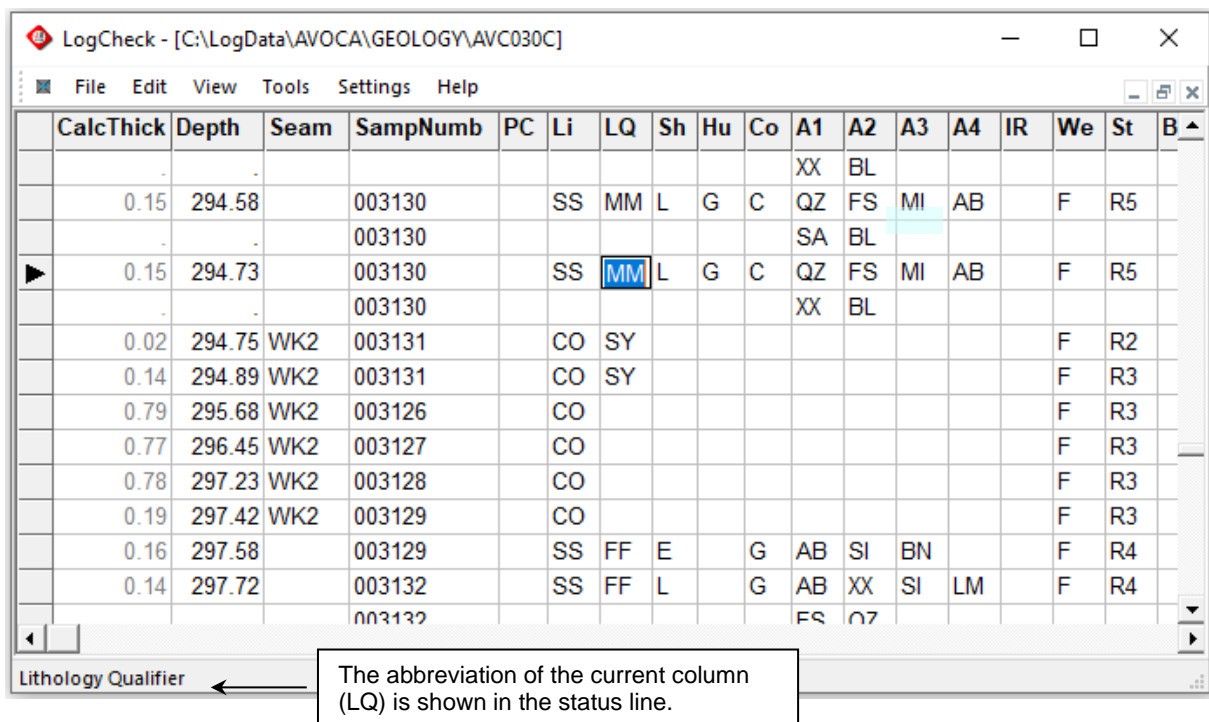 LogCheck - [C:\LogData\AVOCA\GEOLOGY\AVC030C]
File Edit View Tools Settings Help
CalcThick Depth Seam SampNumb PC Li LQ Sh Hu Co A1 A2 A3 A4 IR We St B
. . XX BL
0.15 294.58 003130 SS MM L G C QZ FS MI AB F R5
. . 003130 SA BL
0.15 294.73 003130 SS MM L G C QZ FS MI AB F R5
. . 003130 XX BL
0.02 294.75 WK2 003131 CO SY F R2
0.14 294.89 WK2 003131 CO SY F R3
0.79 295.68 WK2 003126 CO F R3
0.77 296.45 WK2 003127 CO F R3
0.78 297.23 WK2 003128 CO F R3
0.19 297.42 WK2 003129 CO F R3
0.16 297.58 003129 SS FF E G AB SI BN F R4
0.14 297.72 003132 SS FF L G AB XX SI LM F R4
003132 FS QZ
Lithology Qualifier
The abbreviation of the current column
(LQ) is shown in the status line.